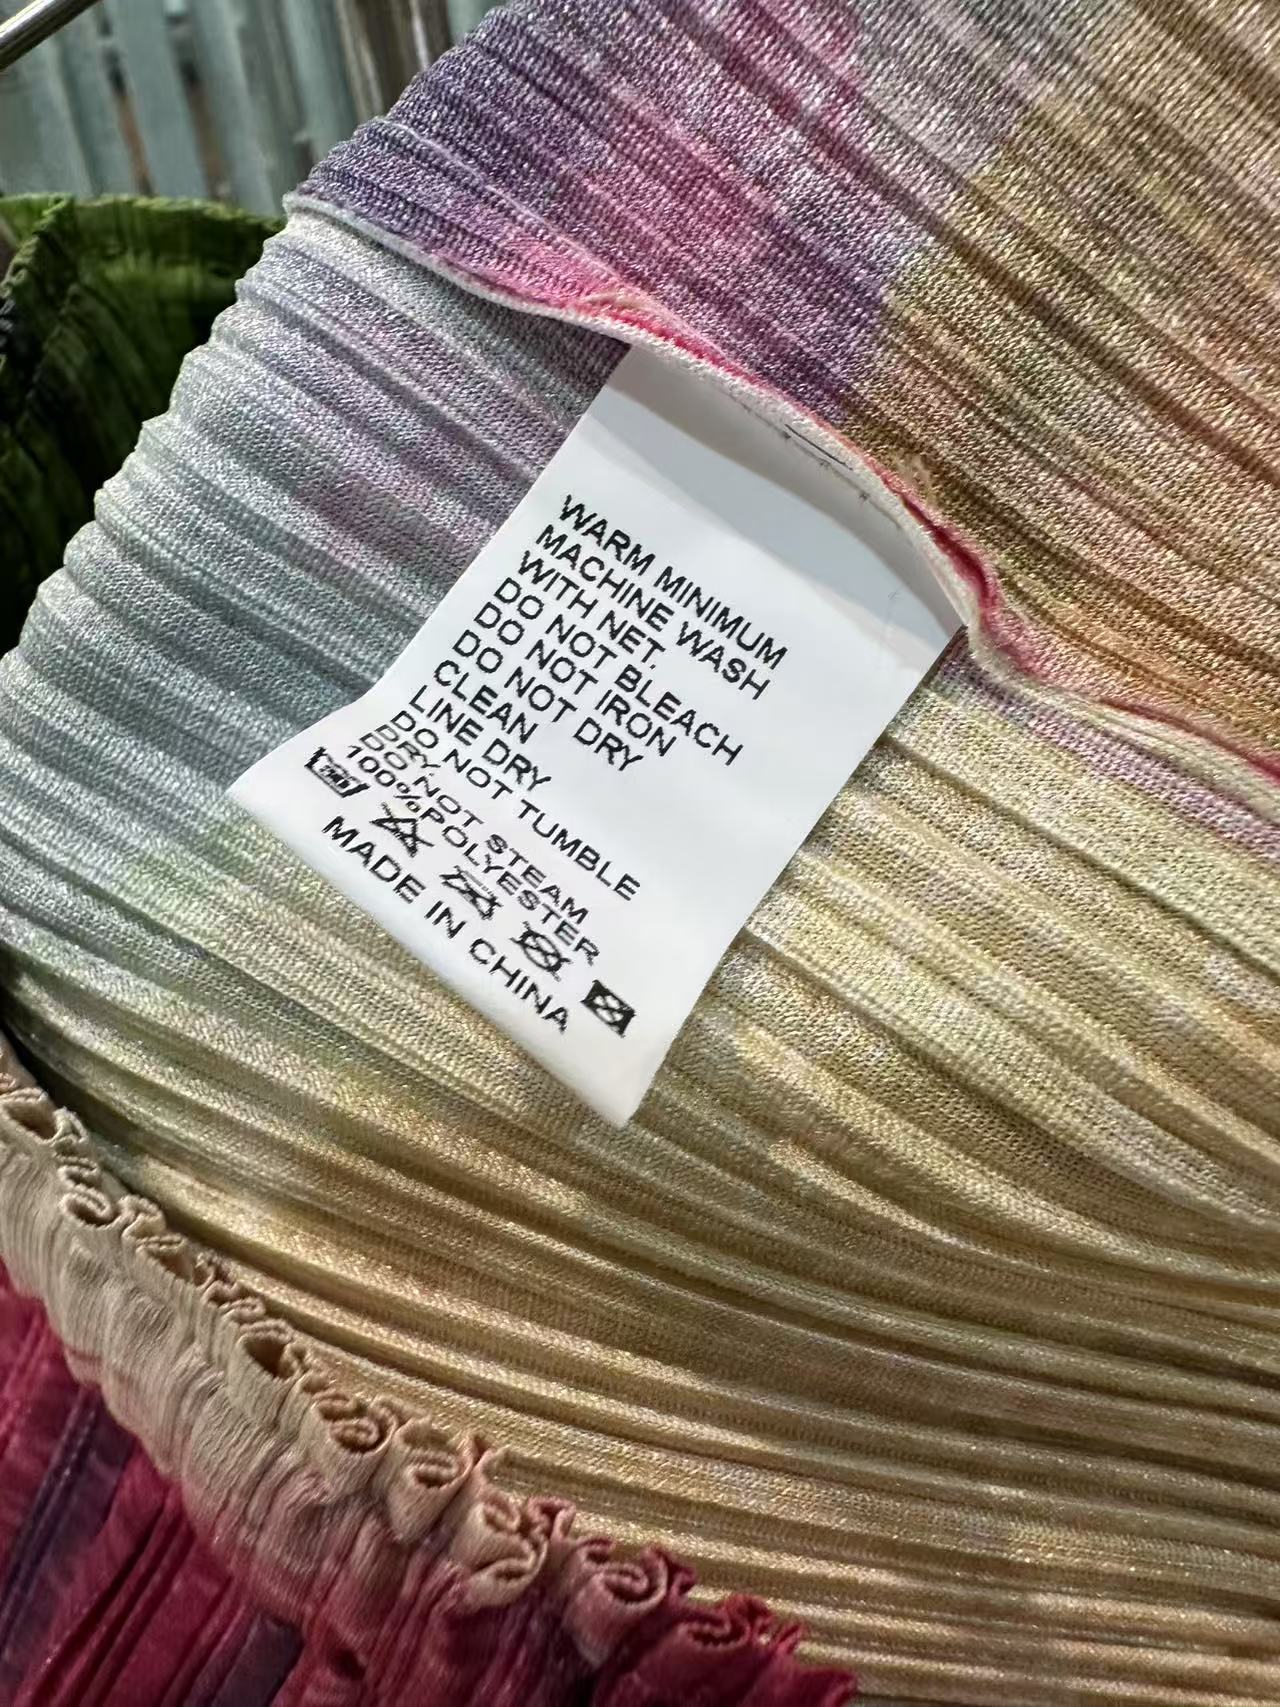 WARM MINIMUM
MACHINE WASH
WITH NET.
DO NOT BLEACH
DO NOT IRON
DO NOT DRY
CLEAN
LINE DRY
DO NOT TUMBLE
DRY.
DO NOT STEAM
100%POLYESTER
MADE IN CHINA